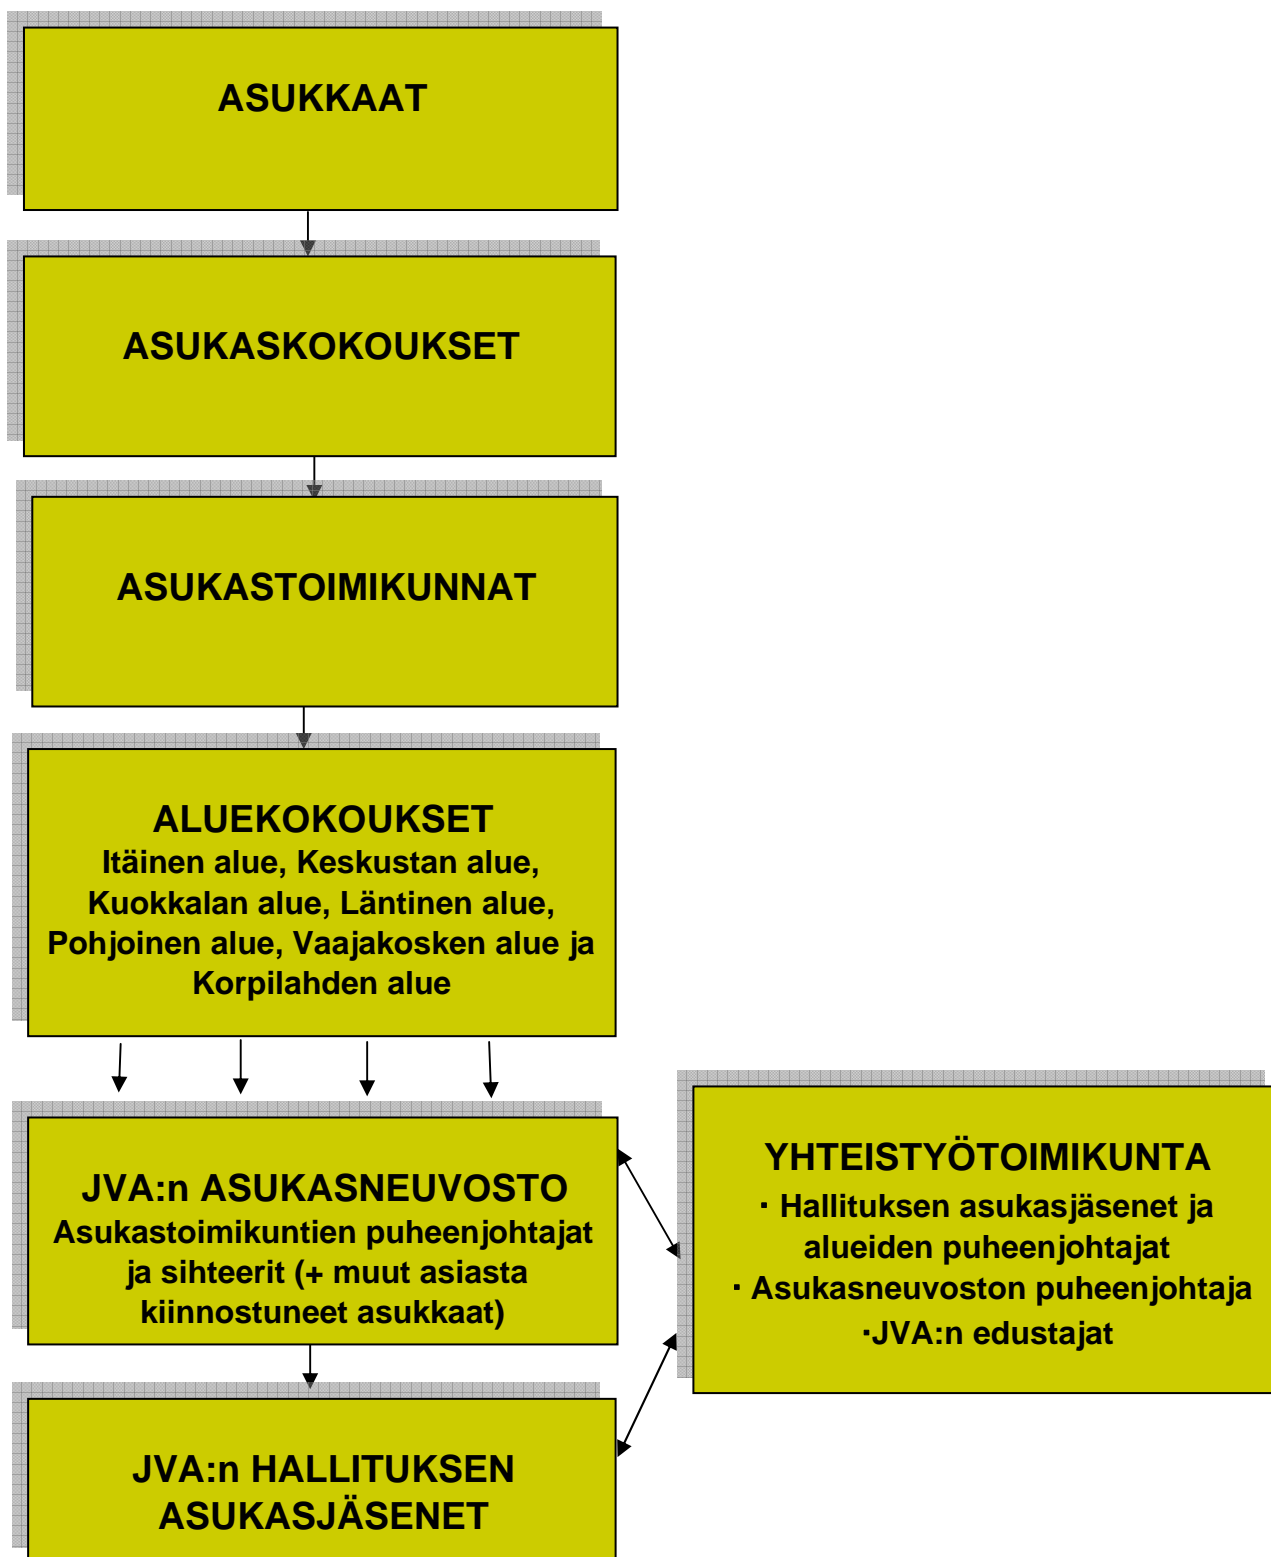 ASUKKAAT
ASUKASKOKOUKSET
ASUKASTOIMIKUNNAT
ALUEKOKOUKSET
Itäinen alue, Keskustan alue,
Kuokkalan alue, Läntinen alue,
Pohjoinen alue, Vaajakosken alue ja
Korpilahden alue
JVA:n ASUKASNEUVOSTO
Asukastoimikuntien puheenjohtajat
ja sihteerit (+ muut asiasta
kiinnostuneet asukkaat)
YHTEISTYÖTOIMIKUNTA
· Hallituksen asukasjäsenet ja
alueiden puheenjohtajat
· Asukasneuvoston puheenjohtaja
·JVA:n edustajat
JVA:n HALLITUKSEN
ASUKASJÄSENET